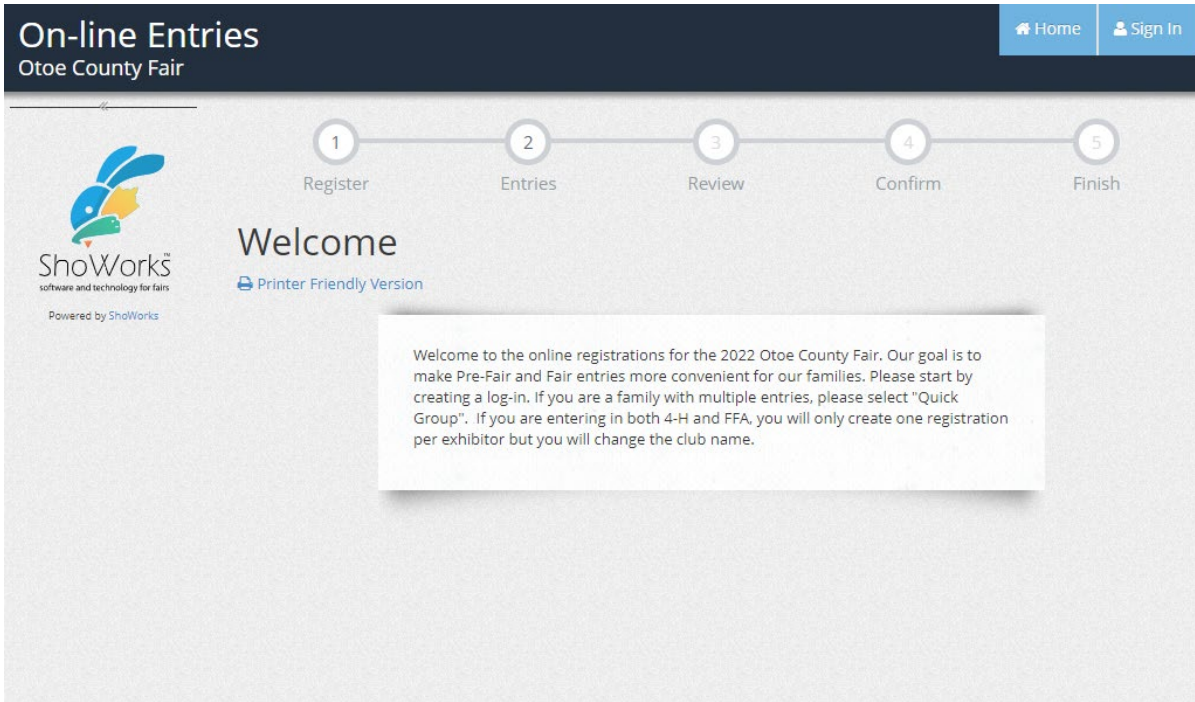 On-line Entries
Otoe County Fair
Home
Sign In
1
2
3
4
5
Register
Entries
Review
Confirm
Finish
ShoWorks™
software and technology for fairs
Powered by ShoWorks
Welcome
Printer Friendly Version
Welcome to the online registrations for the 2022 Otoe County Fair. Our goal is to
make Pre-Fair and Fair entries more convenient for our families. Please start by
creating a log-in. If you are a family with multiple entries, please select "Quick
Group".  If you are entering in both 4-H and FFA, you will only create one registration
per exhibitor but you will change the club name.